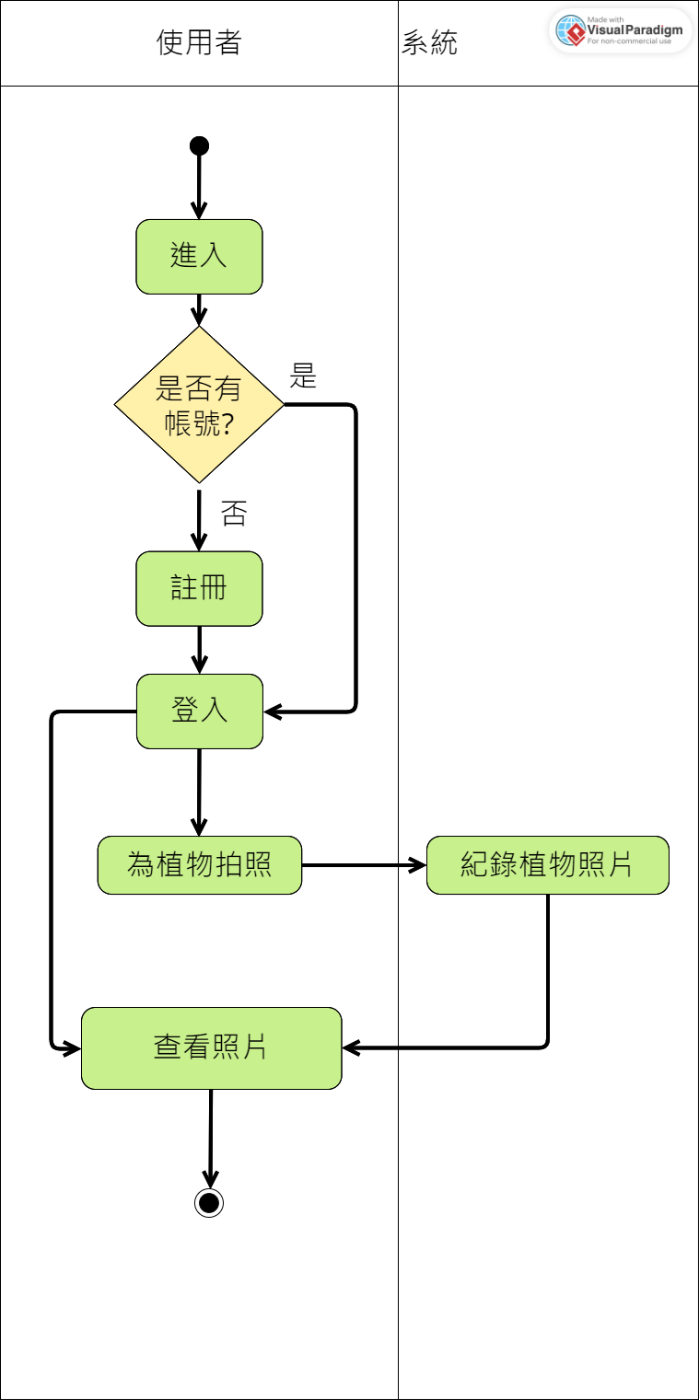 使用者
系統
Made with
VisualParadigm
For non-commercial use
進入
是否有
帳號?
是
否
註冊
登入
為植物拍照
紀錄植物照片
查看照片